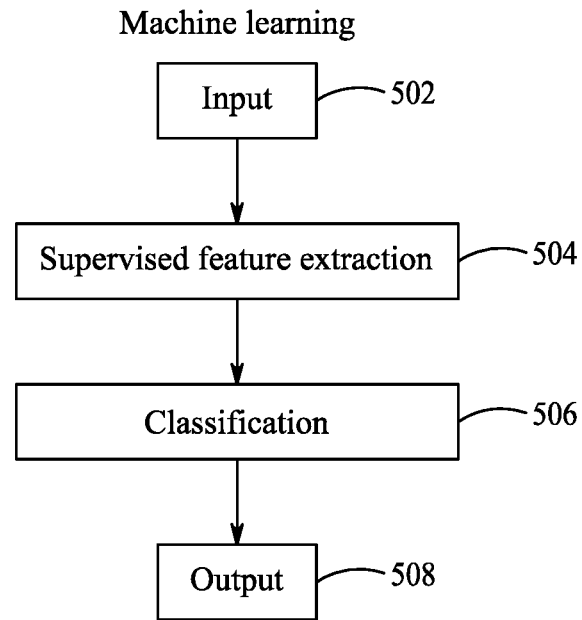 Machine learning
Input
502
Supervised feature extraction
504
Classification
506
Output
508